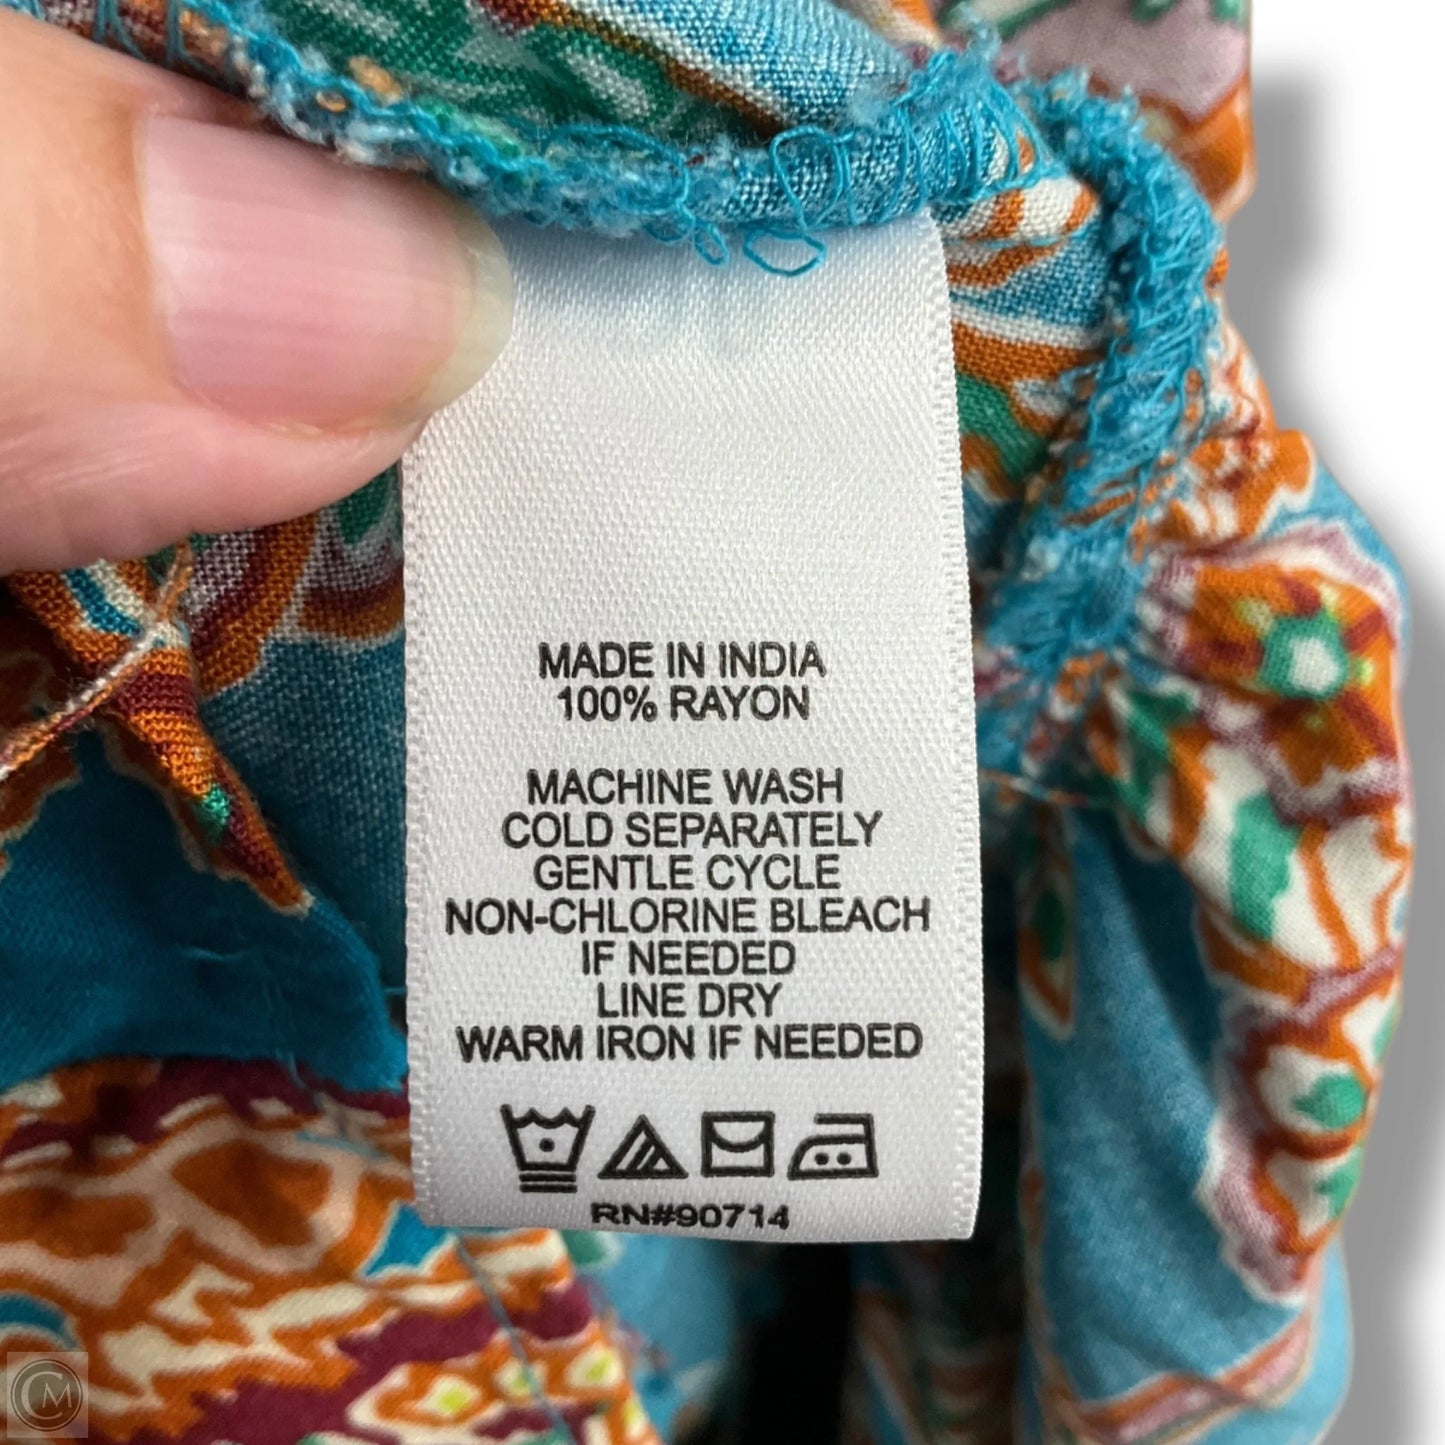 MADE IN INDIA
100% RAYON
MACHINE WASH
COLD SEPARATELY
GENTLE CYCLE
NON-CHLORINE BLEACH
IF NEEDED
LINE DRY
WARM IRON IF NEEDED
RN#90714
CM